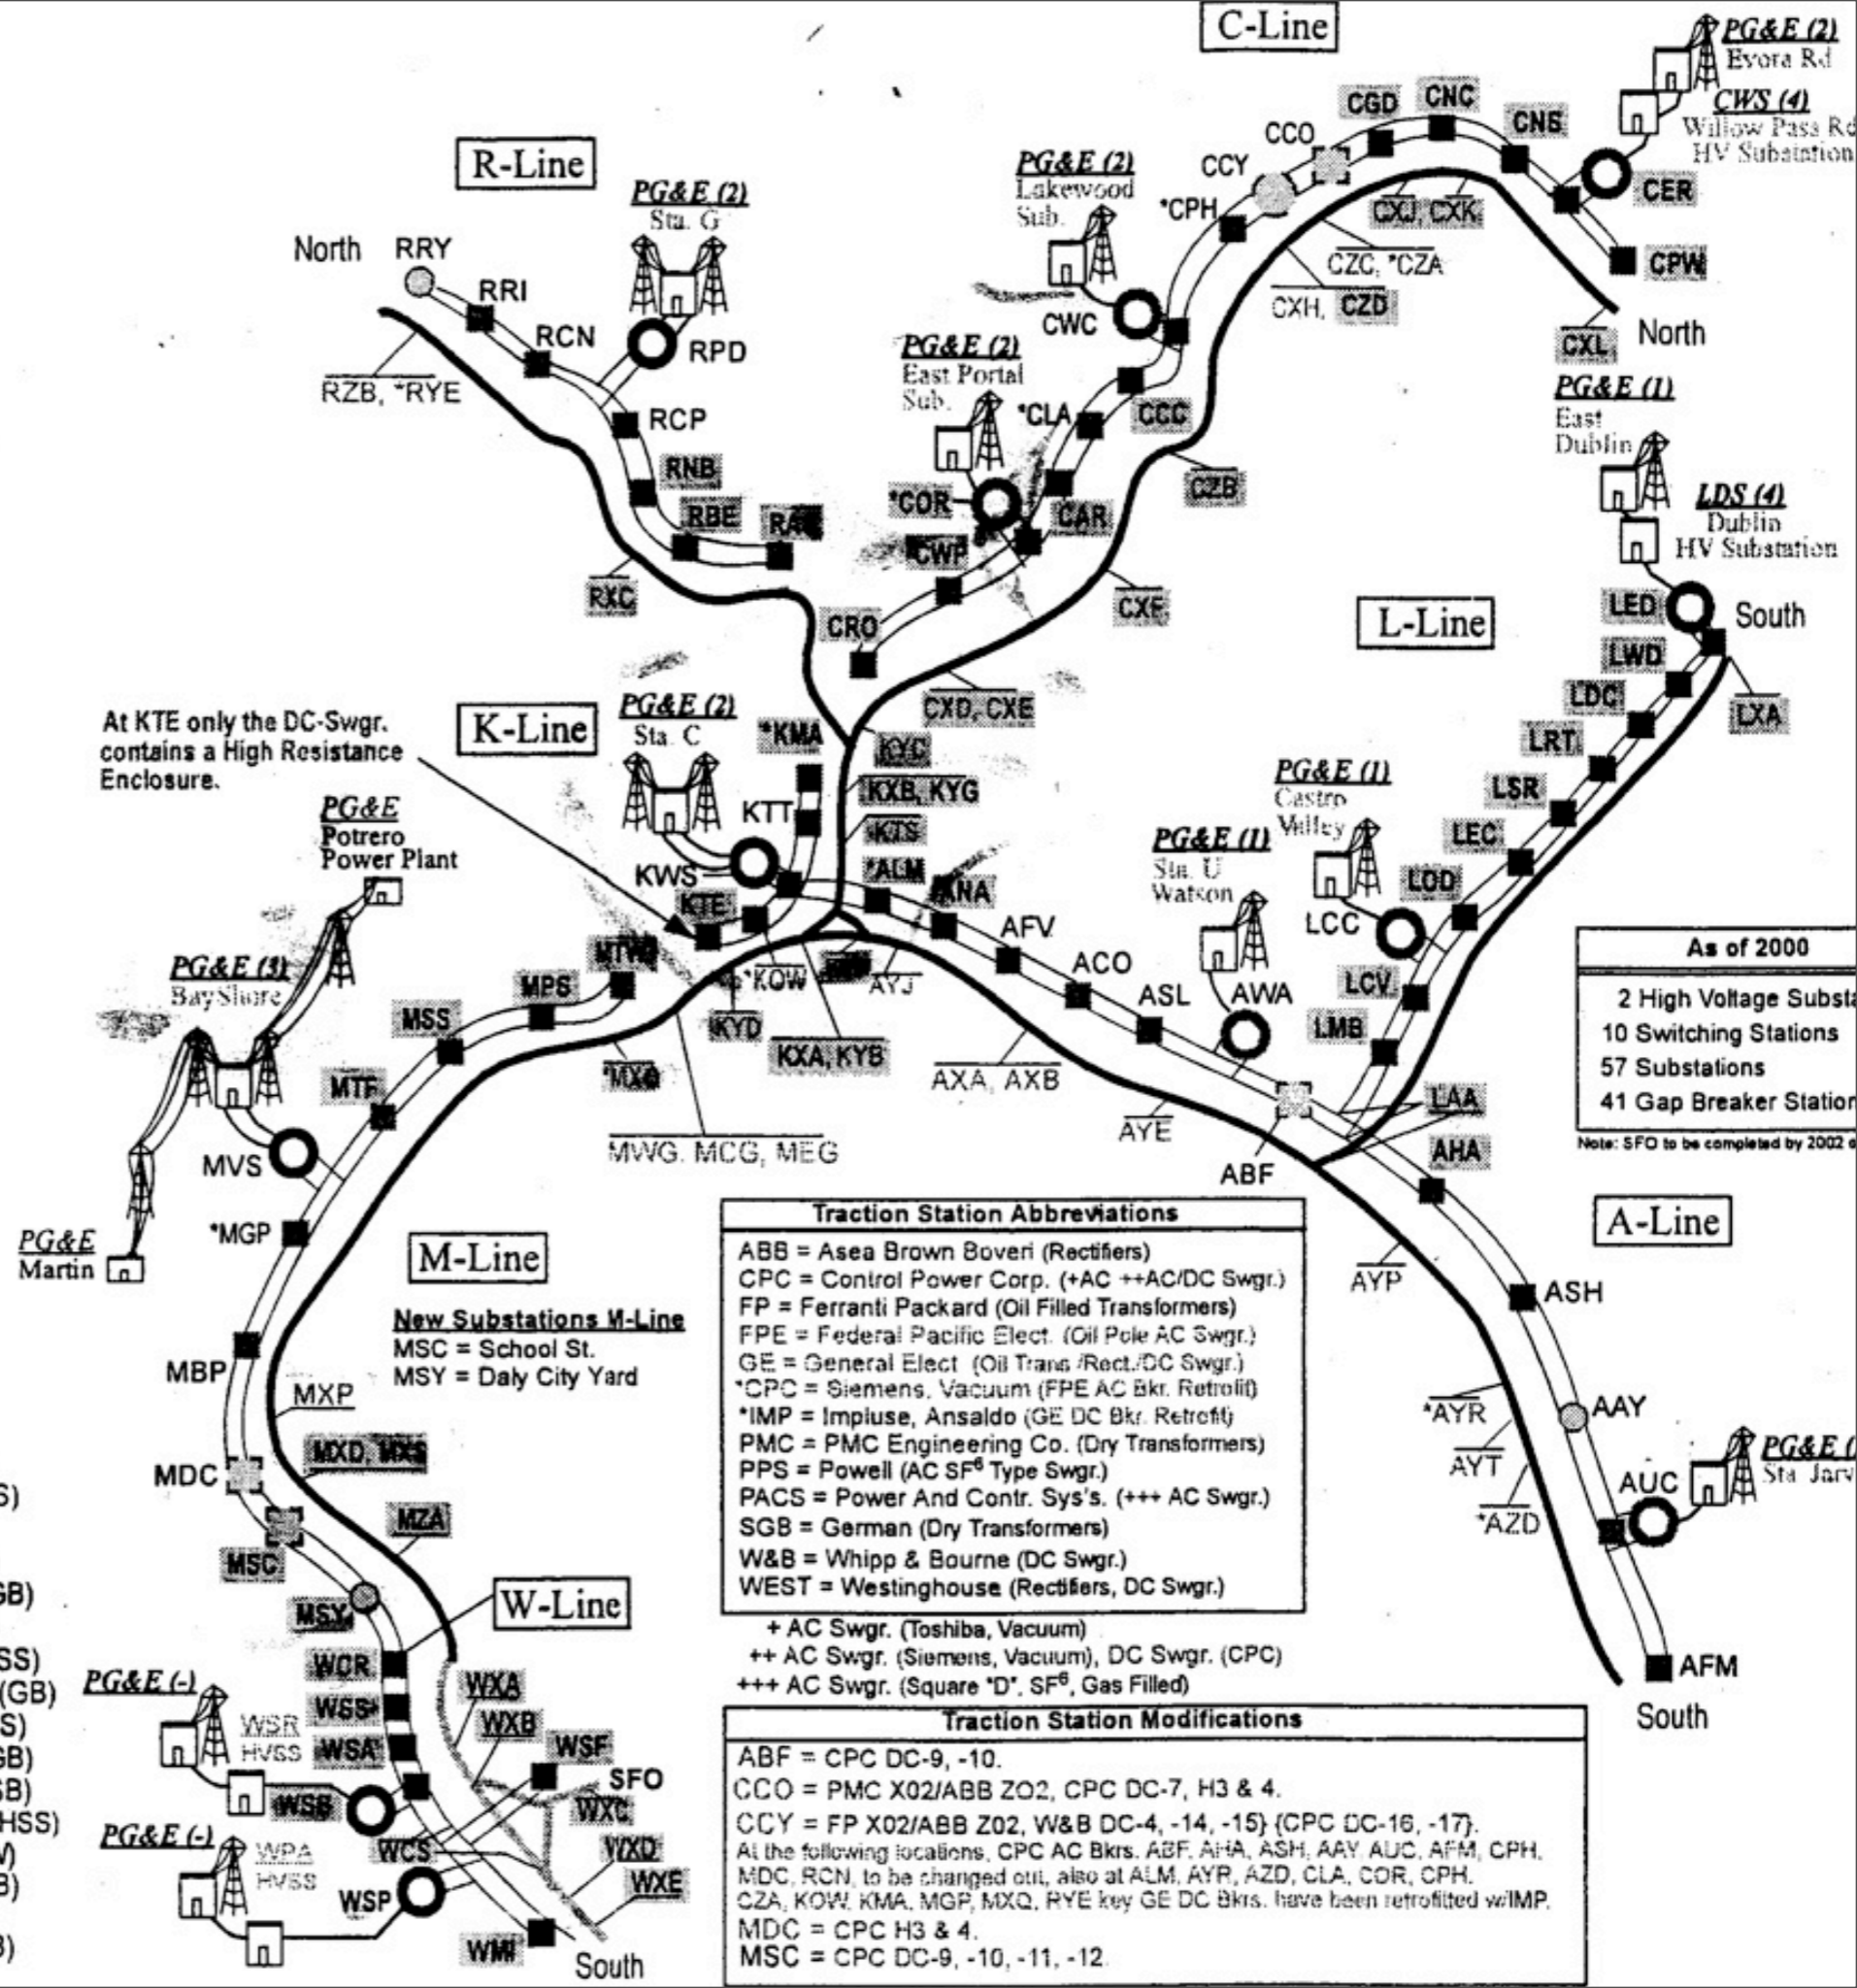 C-Line
PG&E (2)
Evora Rd
CWS (4)
Willow Pass Rd
HV Substation
CGD
CNC
CNS
CCO
CCY
*CPH
CER
CPW
CXJ, CXK
CZC, *CZA
CXH, CZD
CXL
North
R-Line
PG&E (2)
Sta. G
North
RRY
RRI
RCN
RPD
RZB, *RYE
RCP
RNB
RBE
RXC
PG&E (2)
Lakewood
Sub.
CWC
PG&E (2)
East Portal
Sub.
*CLA
CCC
*COR
CAR
CWP
CZB
CXF
CRO
CXD, CXE
PG&E (1)
East
Dublin
LDS (4)
Dublin
HV Substation
L-Line
LED
South
LWD
LDC
LXA
LRT
LSR
LEC
LOD
PG&E (1)
Castro
Valley
LCC
LCV
LMB
LAA
At KTE only the DC-Swgr.
contains a High Resistance
Enclosure.
K-Line
PG&E (2)
Sta. C
*KMA
KYC
KXB, KYG
KTT
KTS
KWS
KTE
*KOW
KYD
KXA, KYB
*ALM
ANA
AFV
ACO
ASL
AWA
AYJ
AXA, AXB
AYE
ABF
PG&E (1)
Sta. U
Watson
PG&E
Potrero
Power Plant
PG&E (3)
BayShore
MPS
MSS
MTF
MVS
*MGP
MWG. MCG, MEG
PG&E
Martin
As of 2000
2 High Voltage Substa
10 Switching Stations
57 Substations
41 Gap Breaker Station
Note: SFO to be completed by 2002
AHA
A-Line
AYP
ASH
*AYR
AAY
AYT
*AZD
AUC
PG&E (
Sta Jarv
AFM
South
M-Line
New Substations M-Line
MSC = School St.
MSY = Daly City Yard
MBP
MXP
MXD, MXS
MDC
MSC
MZA
MSY
W-Line
WCR
WSS
WSA
WXA
WXB
WSF
SFO
WXC
WXD
WXE
PG&E (-)
WSR
HVSS
WSB
PG&E (-)
WPA
HVSS
WCS
WSP
WMI
South
Traction Station Abbreviations
ABB = Asea Brown Boveri (Rectifiers)
CPC = Control Power Corp. (+AC ++AC/DC Swgr.)
FP = Ferranti Packard (Oil Filled Transformers)
FPE = Federal Pacific Elect. (Oil Pole AC Swgr.)
GE = General Elect (Oil Trans /Rect./DC Swgr.)
*CPC = Siemens, Vacuum (FPE AC Bkr. Retrofit)
*IMP = Impluse, Ansaldo (GE DC Bkr. Retrofit)
PMC = PMC Engineering Co. (Dry Transformers)
PPS = Powell (AC SF6 Type Swgr.)
PACS = Power And Contr. Sys's. (+++ AC Swgr.)
SGB = German (Dry Transformers)
W&B = Whipp & Bourne (DC Swgr.)
WEST = Westinghouse (Rectifiers, DC Swgr.)
+ AC Swgr. (Toshiba, Vacuum)
++ AC Swgr. (Siemens, Vacuum), DC Swgr. (CPC)
+++ AC Swgr. (Square "D", SF6, Gas Filled)
Traction Station Modifications
ABF = CPC DC-9, -10.
CCO = PMC X02/ABB ZO2, CPC DC-7, H3 & 4.
CCY = FP X02/ABB Z02, W&B DC-4, -14, -15} {CPC DC-16, -17}.
At the following locations, CPC AC Bkrs. ABF, AHA, ASH, AAY, AUC, AFM, CPH,
MDC, RCN, to be changed out, also at ALM, AYR, AZD, CLA, COR, CPH.
CZA, KOW, KMA, MGP, MXQ, RYE key GE DC Bkrs. have been retrofitted w/IMP.
MDC = CPC H3 & 4.
MSC = CPC DC-9, -10, -11, -12.